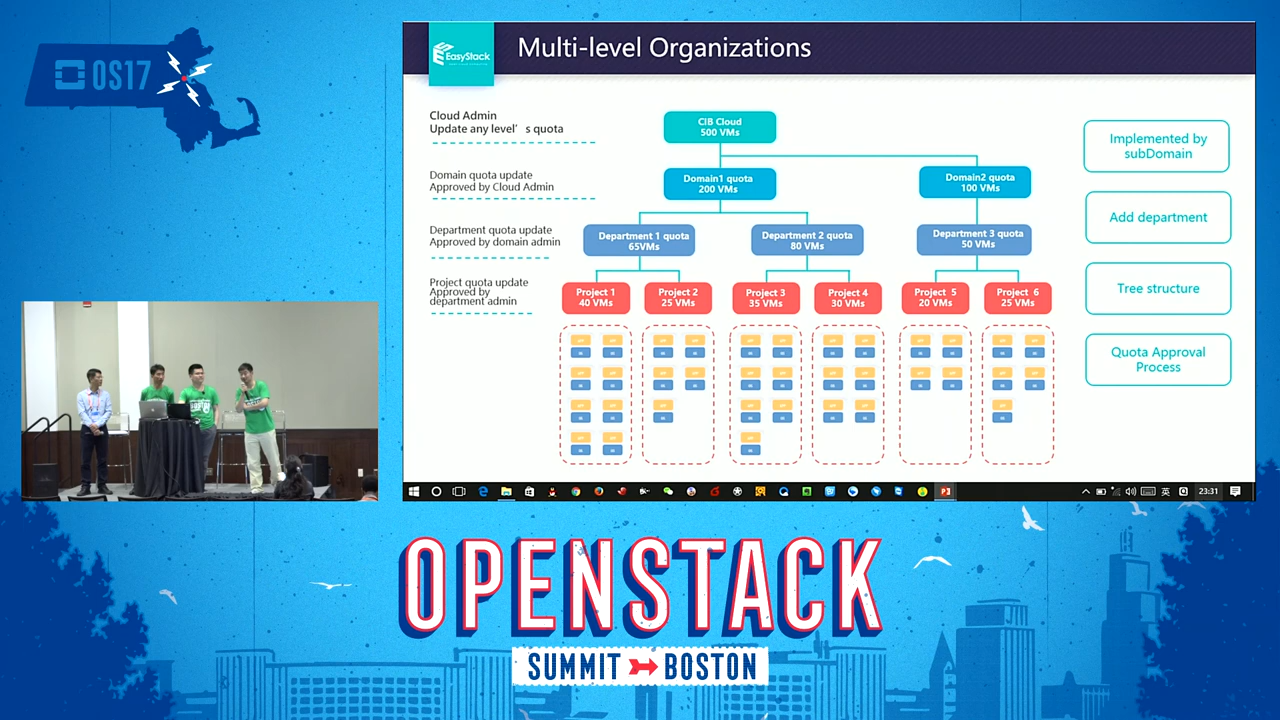 OS17
EasyStack
Multi-level Organizations
Cloud Admin
Update any level's quota
Domain quota update
Approved by Cloud Admin
Department quota update
Approved by domain admin
Project quota update
Approved by
department admin
CIB Cloud
500 VMs
Domain1 quota
200 VMs
Domain2 quota
100 VMs
Department 1 quota
65VMs
Department 2 quota
80 VMs
Department 3 quota
50 VMs
Project 1
40 VMs
Project 2
25 VMs
Project 3
35 VMs
Project 4
30 VMs
Project 5
20 VMs
Project 6
25 VMs
Implemented by
subDomain
Add department
Tree structure
Quota Approval
Process
英
23:31
OPENSTACK
SUMMIT BOSTON